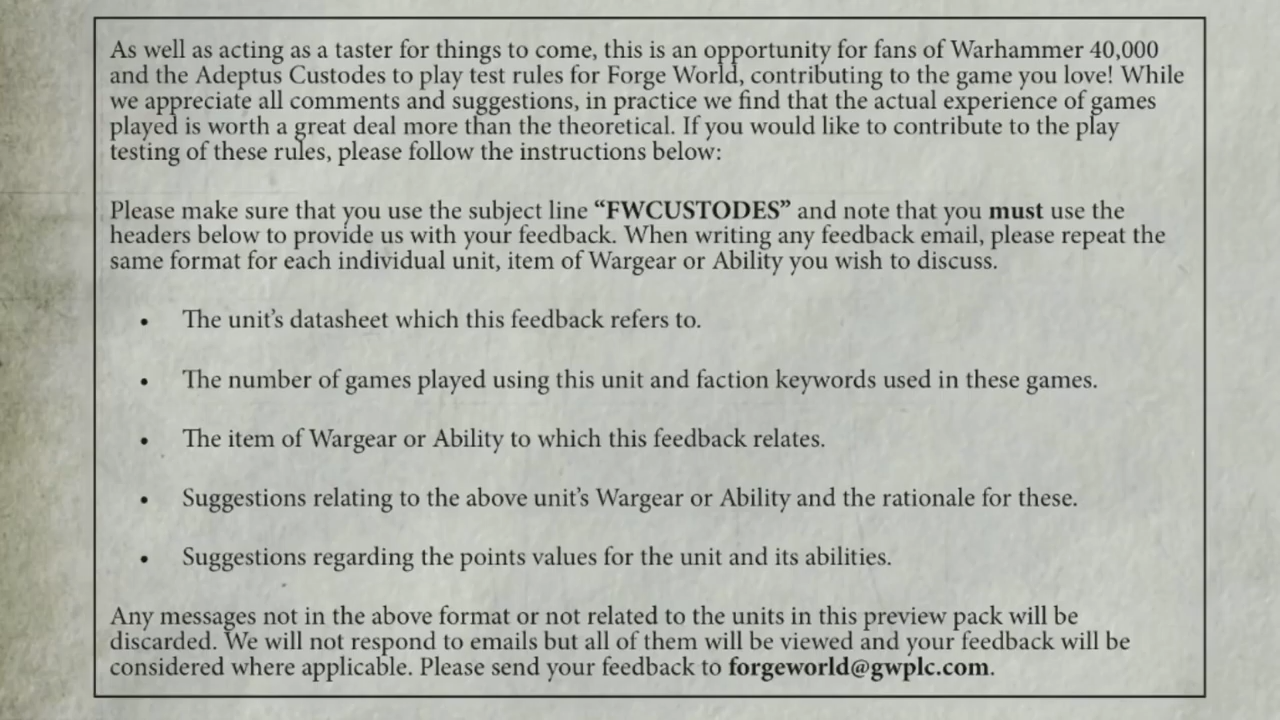 As well as acting as a taster for things to come, this is an opportunity for fans of Warhammer 40,000
and the Adeptus Custodes to play test rules for Forge World, contributing to the game you love! While
we appreciate all comments and suggestions, in practice we find that the actual experience of games
played is worth a great deal more than the theoretical. If you would like to contribute to the play
testing of these rules, please follow the instructions below:
Please make sure that you use the subject line “FWCUSTODES” and note that you must use the
headers below to provide us with your feedback. When writing any feedback email, please repeat the
same format for each individual unit, item of Wargear or Ability you wish to discuss.
• The unit’s datasheet which this feedback refers to.
• The number of games played using this unit and faction keywords used in these games.
• The item of Wargear or Ability to which this feedback relates.
• Suggestions relating to the above unit’s Wargear or Ability and the rationale for these.
• Suggestions regarding the points values for the unit and its abilities.
Any messages not in the above format or not related to the units in this preview pack will be
discarded. We will not respond to emails but all of them will be viewed and your feedback will be
considered where applicable. Please send your feedback to forgeworld@gwplc.com.